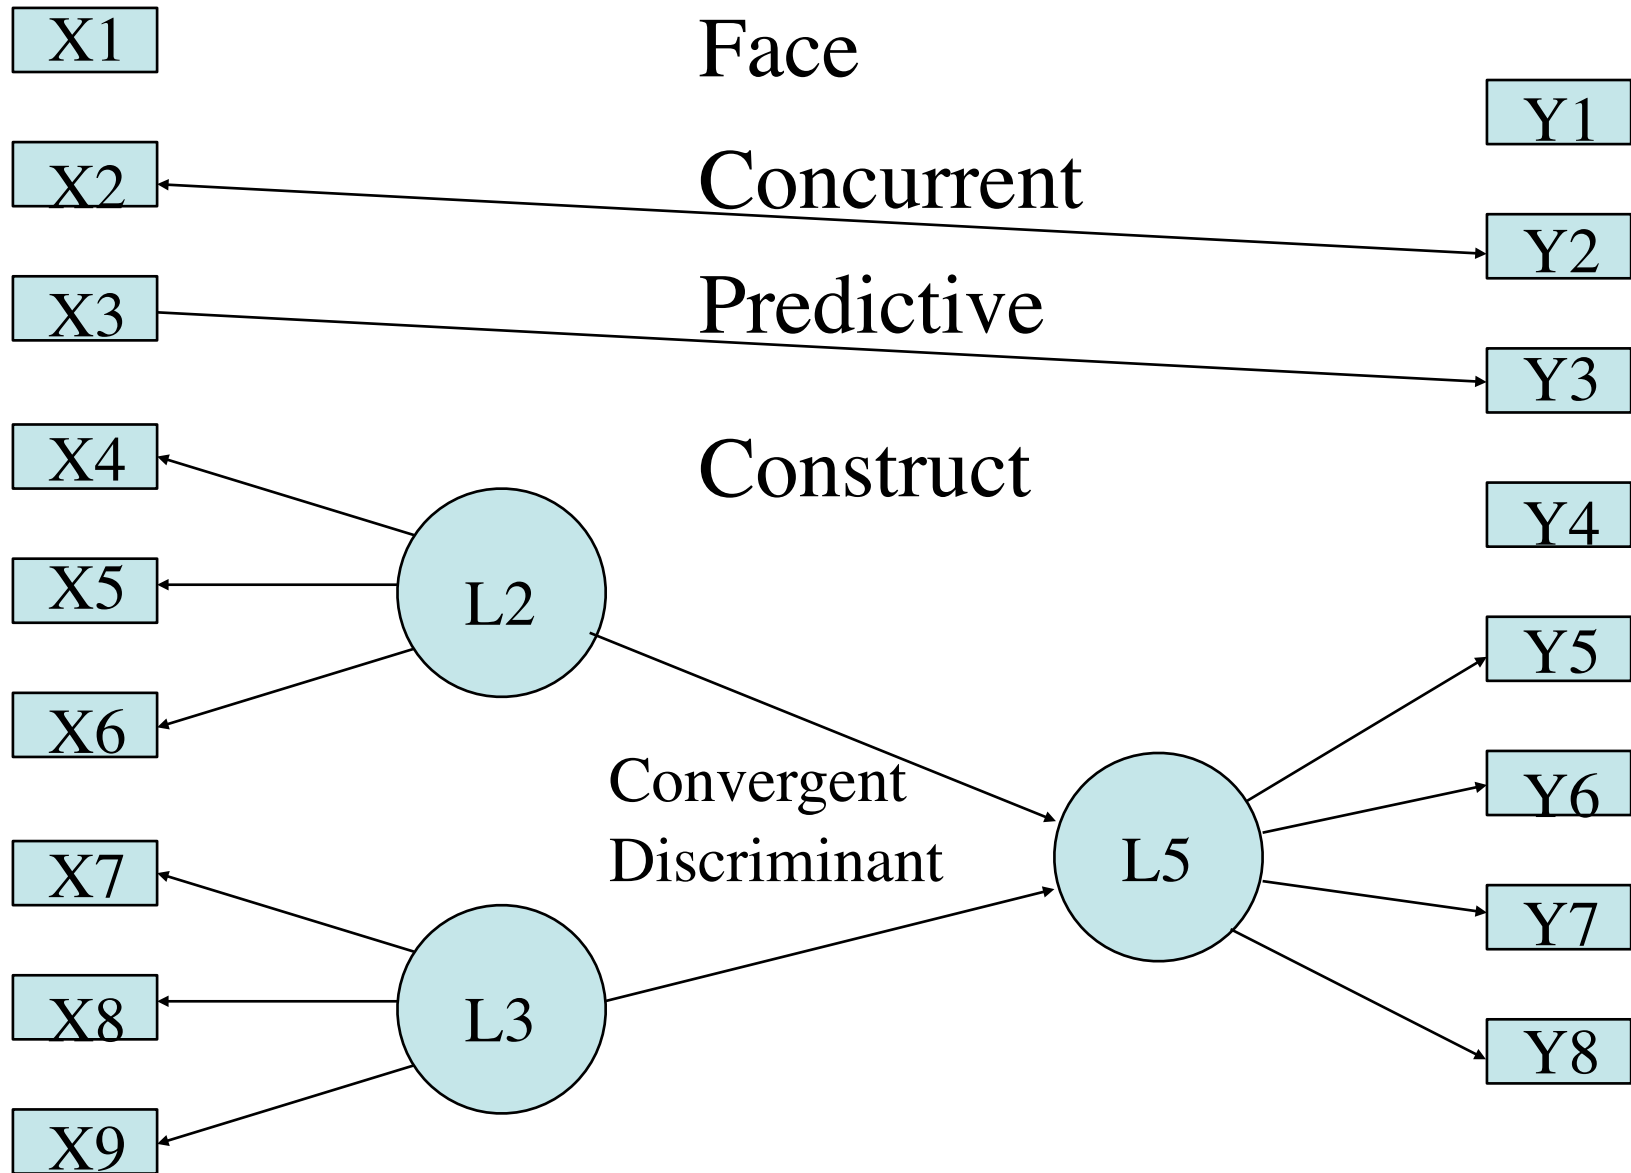 X1
Face
Y1
X2
Concurrent
Y2
X3
Predictive
Y3
X4
Construct
Y4
X5
L2
Y5
X6
Convergent
Y6
Discriminant
L5
X7
Y7
X8
L3
Y8
X9